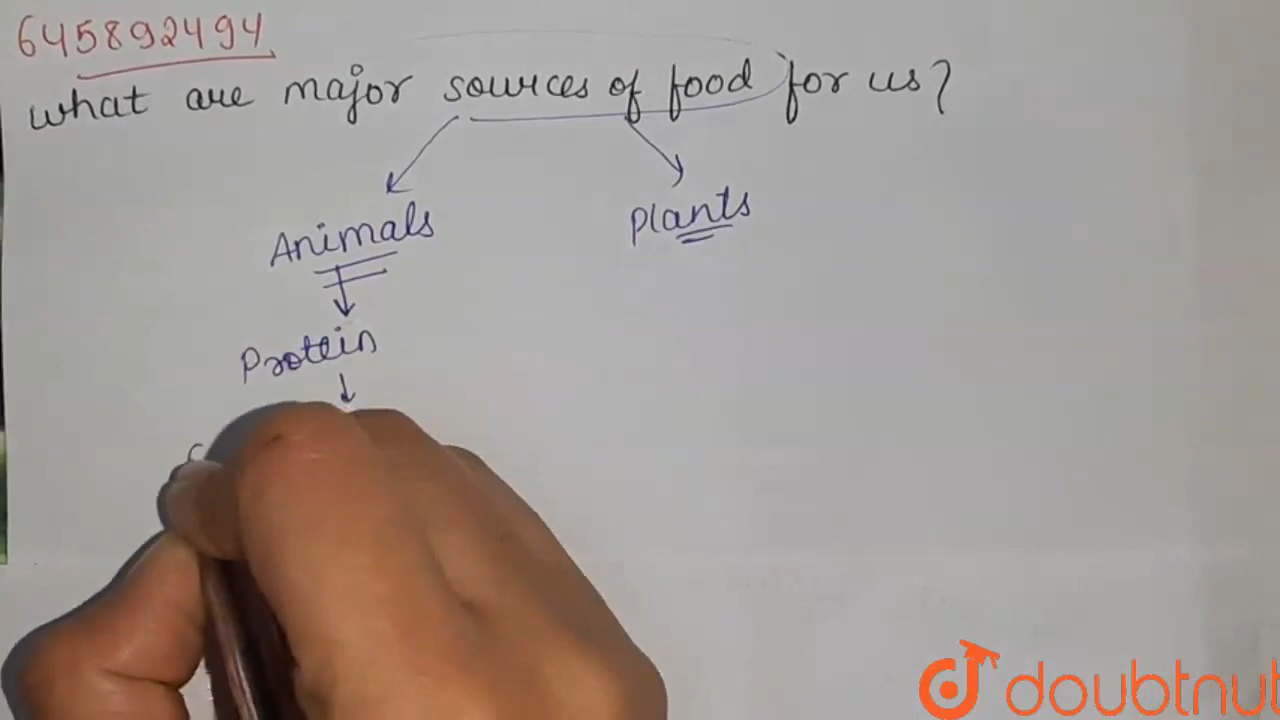 645892494
what are major sources of food for us?
Animals
Plants
Protein
doubtnut